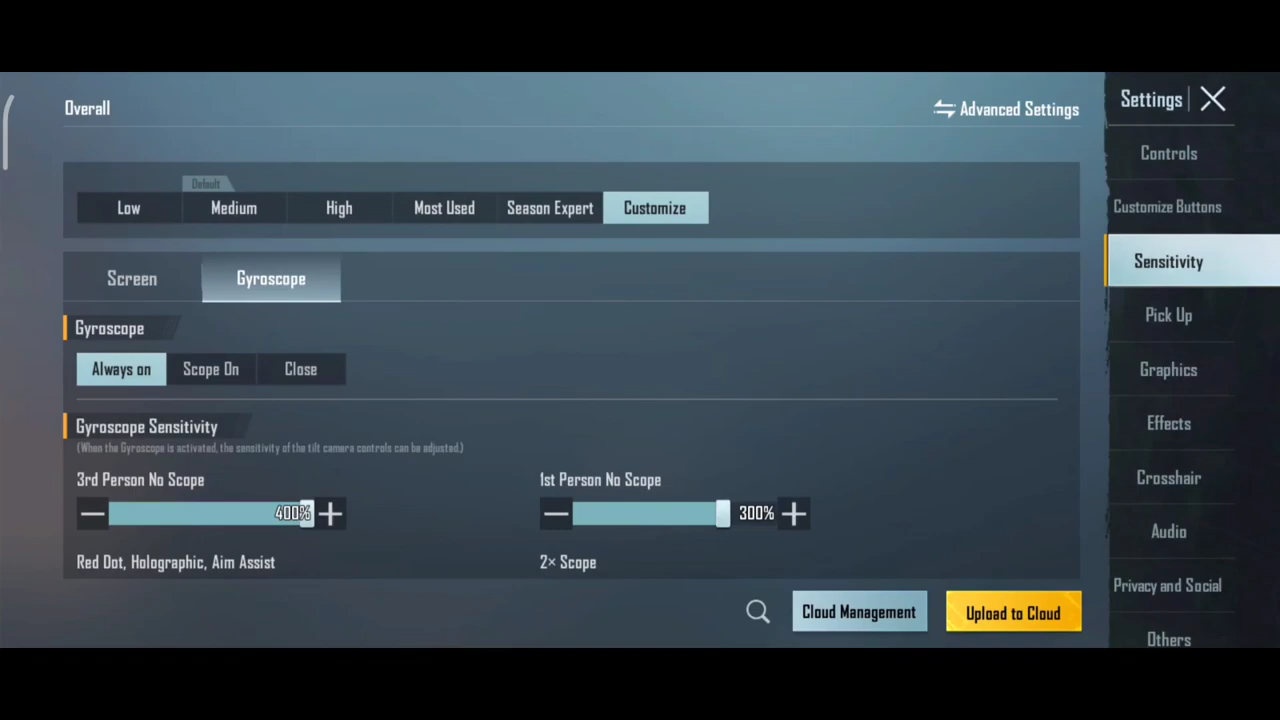 Overall
Advanced Settings
Settings
Default
Low Medium High Most Used Season Expert Customize
Screen Gyroscope
Gyroscope
Always on Scope On Close
Gyroscope Sensitivity
(When the Gyroscope is activated, the sensitivity of the tilt camera controls can be adjusted.)
3rd Person No Scope
400%
1st Person No Scope
300%
Red Dot, Holographic, Aim Assist
2× Scope
Cloud Management
Upload to Cloud
Controls
Customize Buttons
Sensitivity
Pick Up
Graphics
Effects
Crosshair
Audio
Privacy and Social
Others